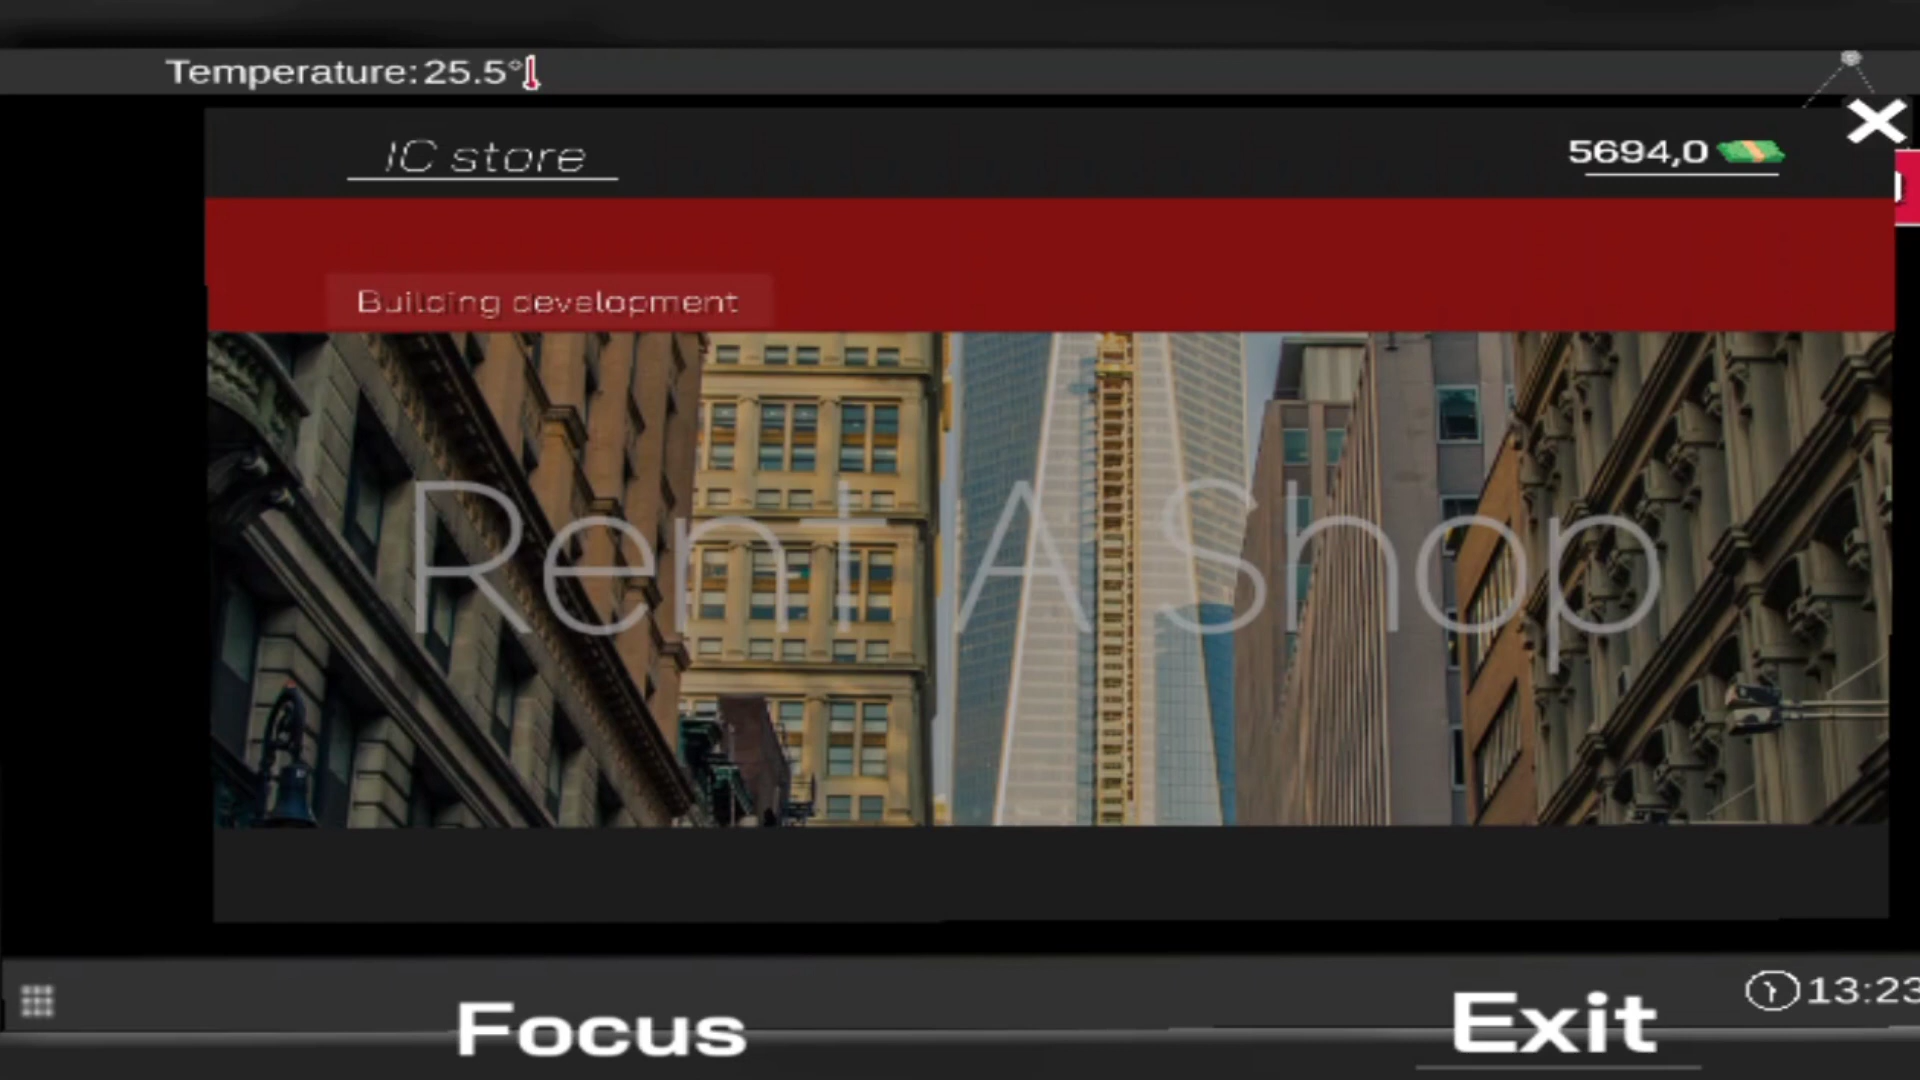 Temperature: 25.5°
IC store
5694,0
Building development
Rent A Shop
Focus
Exit
13:23